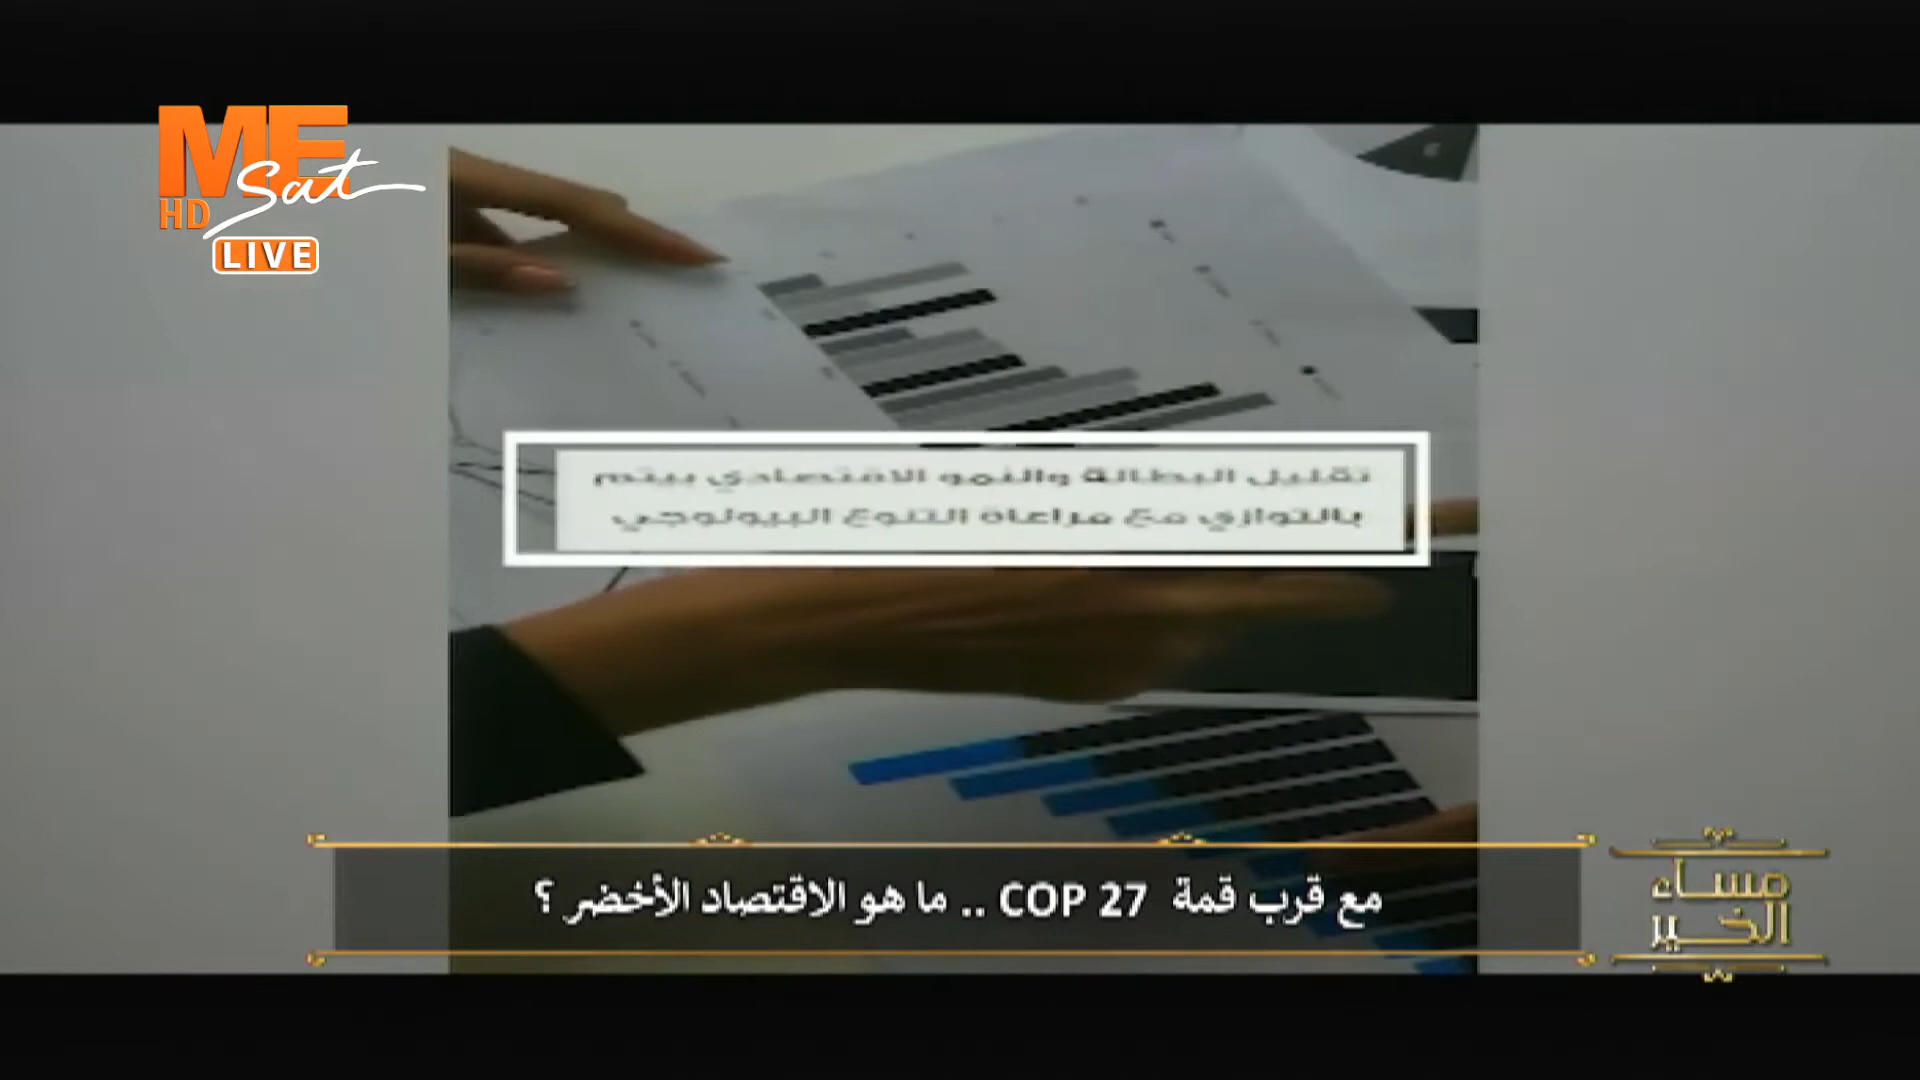 ME
Sat
HD
LIVE
تقليل البطالة والنمو الاقتصادي بيتم
بالتوازي مع مراعاة التنوع البيولوجي
مع قرب قمة COP 27 .. ما هو الاقتصاد الأخضر ؟
مساء
الخير